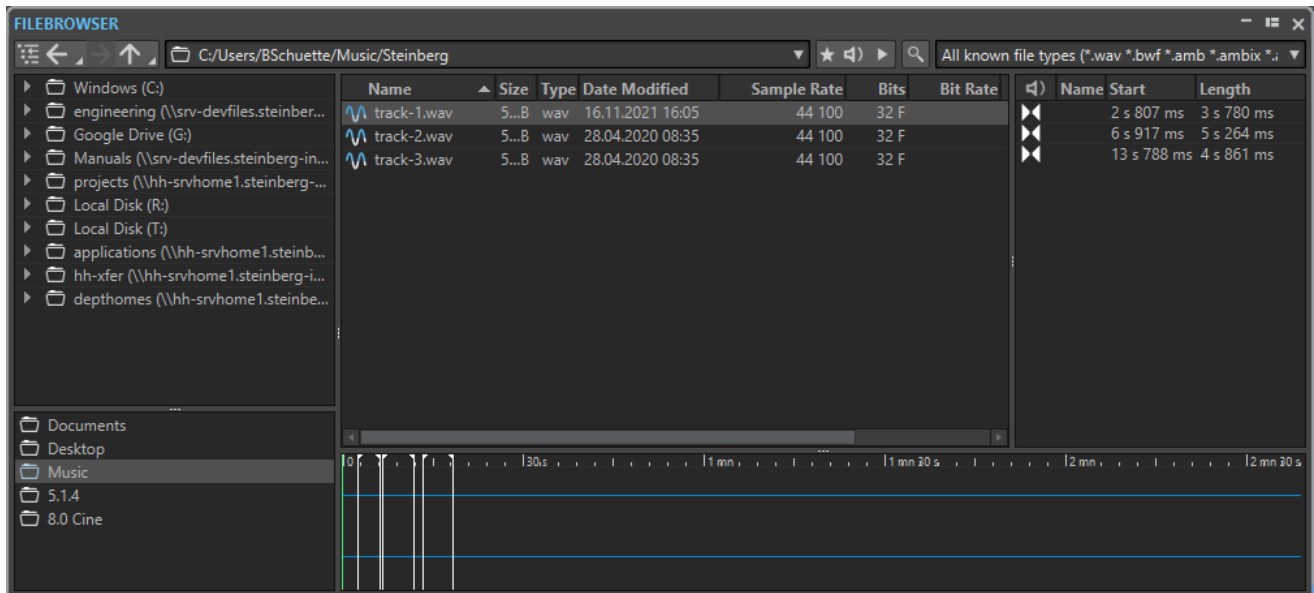 FILEBROWSER
C:/Users/BSchuette/Music/Steinberg
All known file types (*.wav *.bwf *.amb *.ambix *.
Windows (C:)
engineering (\\srv-devfiles.steinber...
Google Drive (G:)
Manuals (\\srv-devfiles.steinberg-in...
projects (\\hh-srvhome1.steinberg-...
Local Disk (R:)
Local Disk (T:)
applications (\\hh-srvhome1.steinb...
hh-xfer (\\hh-srvhome1.steinberg-i...
depthomes (\\hh-srvhome1.steinbe...
Documents
Desktop
Music
5.1.4
8.0 Cine
Name Size Type Date Modified Sample Rate Bits Bit Rate
track-1.wav 5...B wav 16.11.2021 16:05 44 100 32 F
track-2.wav 5...B wav 28.04.2020 08:35 44 100 32 F
track-3.wav 5...B wav 28.04.2020 08:35 44 100 32 F
Name Start Length
2 s 807 ms 3 s 780 ms
6 s 917 ms 5 s 264 ms
13 s 788 ms 4 s 861 ms
0 30 s 1 mn 1 mn 30 s 2 mn 2 mn 30 s